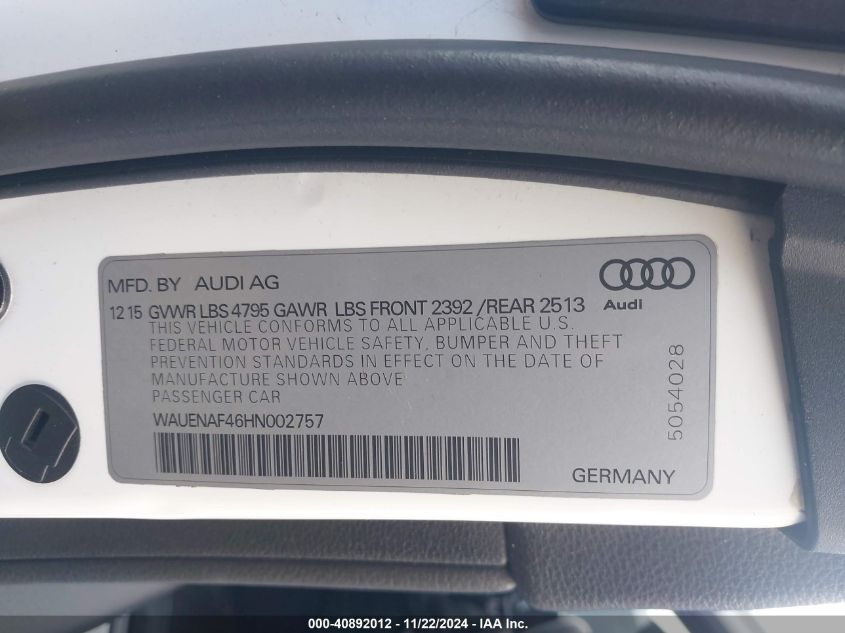 MFD. BY AUDI AG
Audi
12 15 GVWR LBS 4795 GAWR LBS FRONT 2392 /REAR 2513
THIS VEHICLE CONFORMS TO ALL APPLICABLE U.S.
FEDERAL MOTOR VEHICLE SAFETY, BUMPER AND THEFT
PREVENTION STANDARDS IN EFFECT ON THE DATE OF
MANUFACTURE SHOWN ABOVE
PASSENGER CAR
WAUENAF46HN002757
5054028
GERMANY
000-40892012 - 11/22/2024 - IAA Inc.